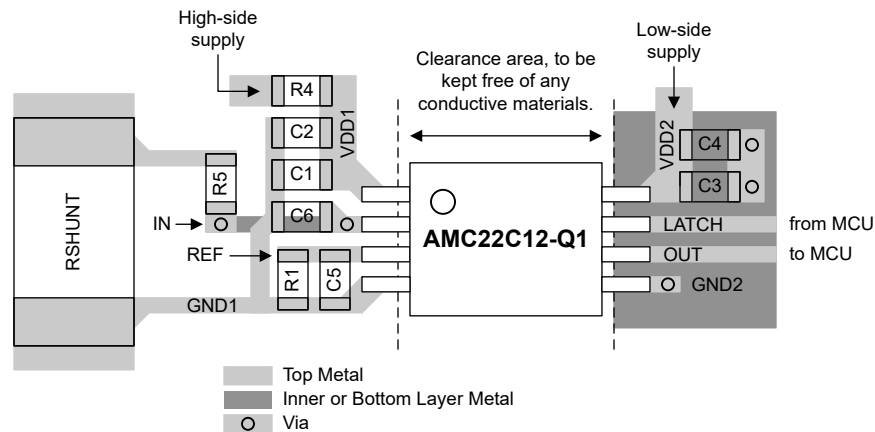 High-side
supply
Clearance area, to be
kept free of any
conductive materials.
Low-side
supply
R4
C2
C1
C6
VDD1
VDD2
C4
C3
R5
RSHUNT
IN
REF
R1
C5
GND1
AMC22C12-Q1
LATCH
from MCU
OUT
to MCU
GND2
Top Metal
Inner or Bottom Layer Metal
Via